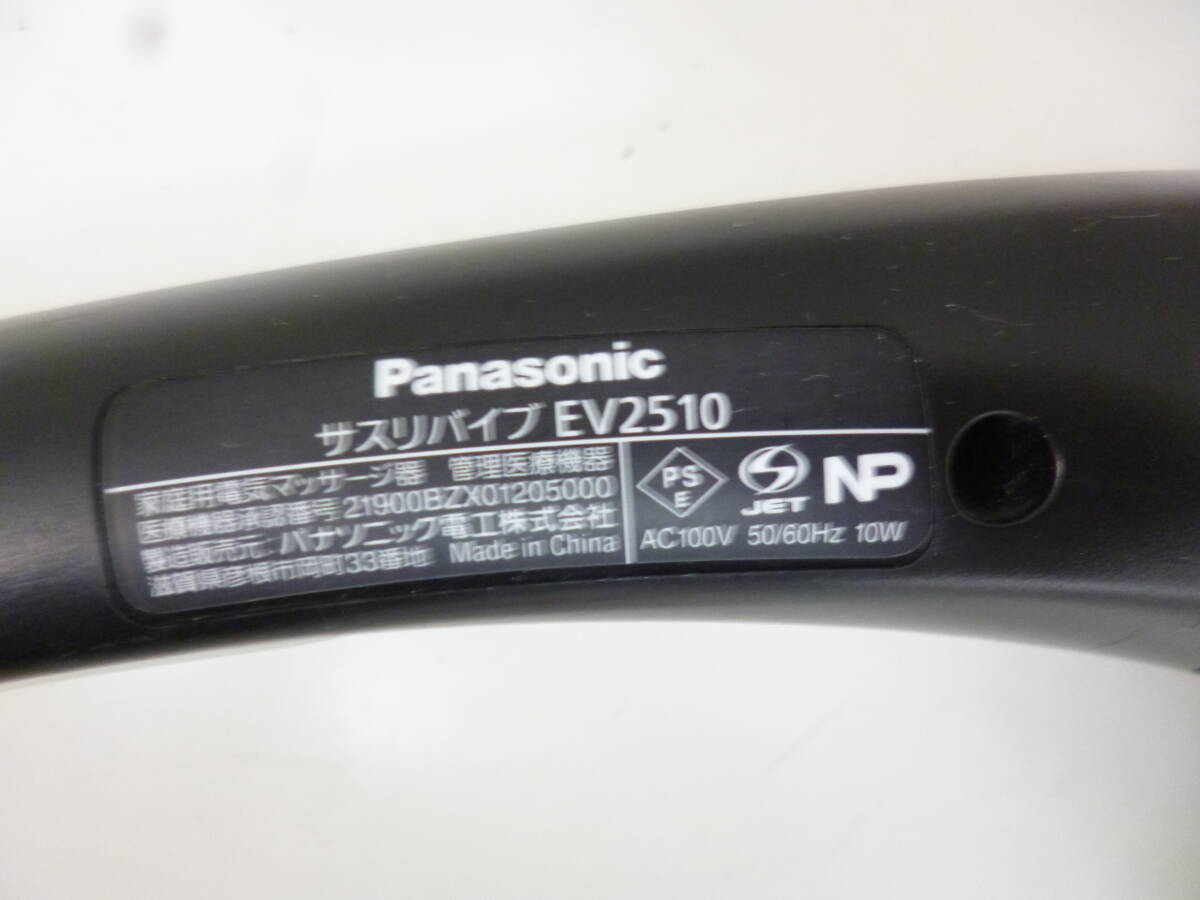 Panasonic
サスリバイブ EV2510
家庭用電気マッサージ器 管理医療機器
医療機器承認番号 21900BZX01205000
製造販売元:パナソニック電工株式会社
滋賀県彦根市岡町33番地 Made in China
PS
E
JET
NP
AC100V 50/60Hz 10W